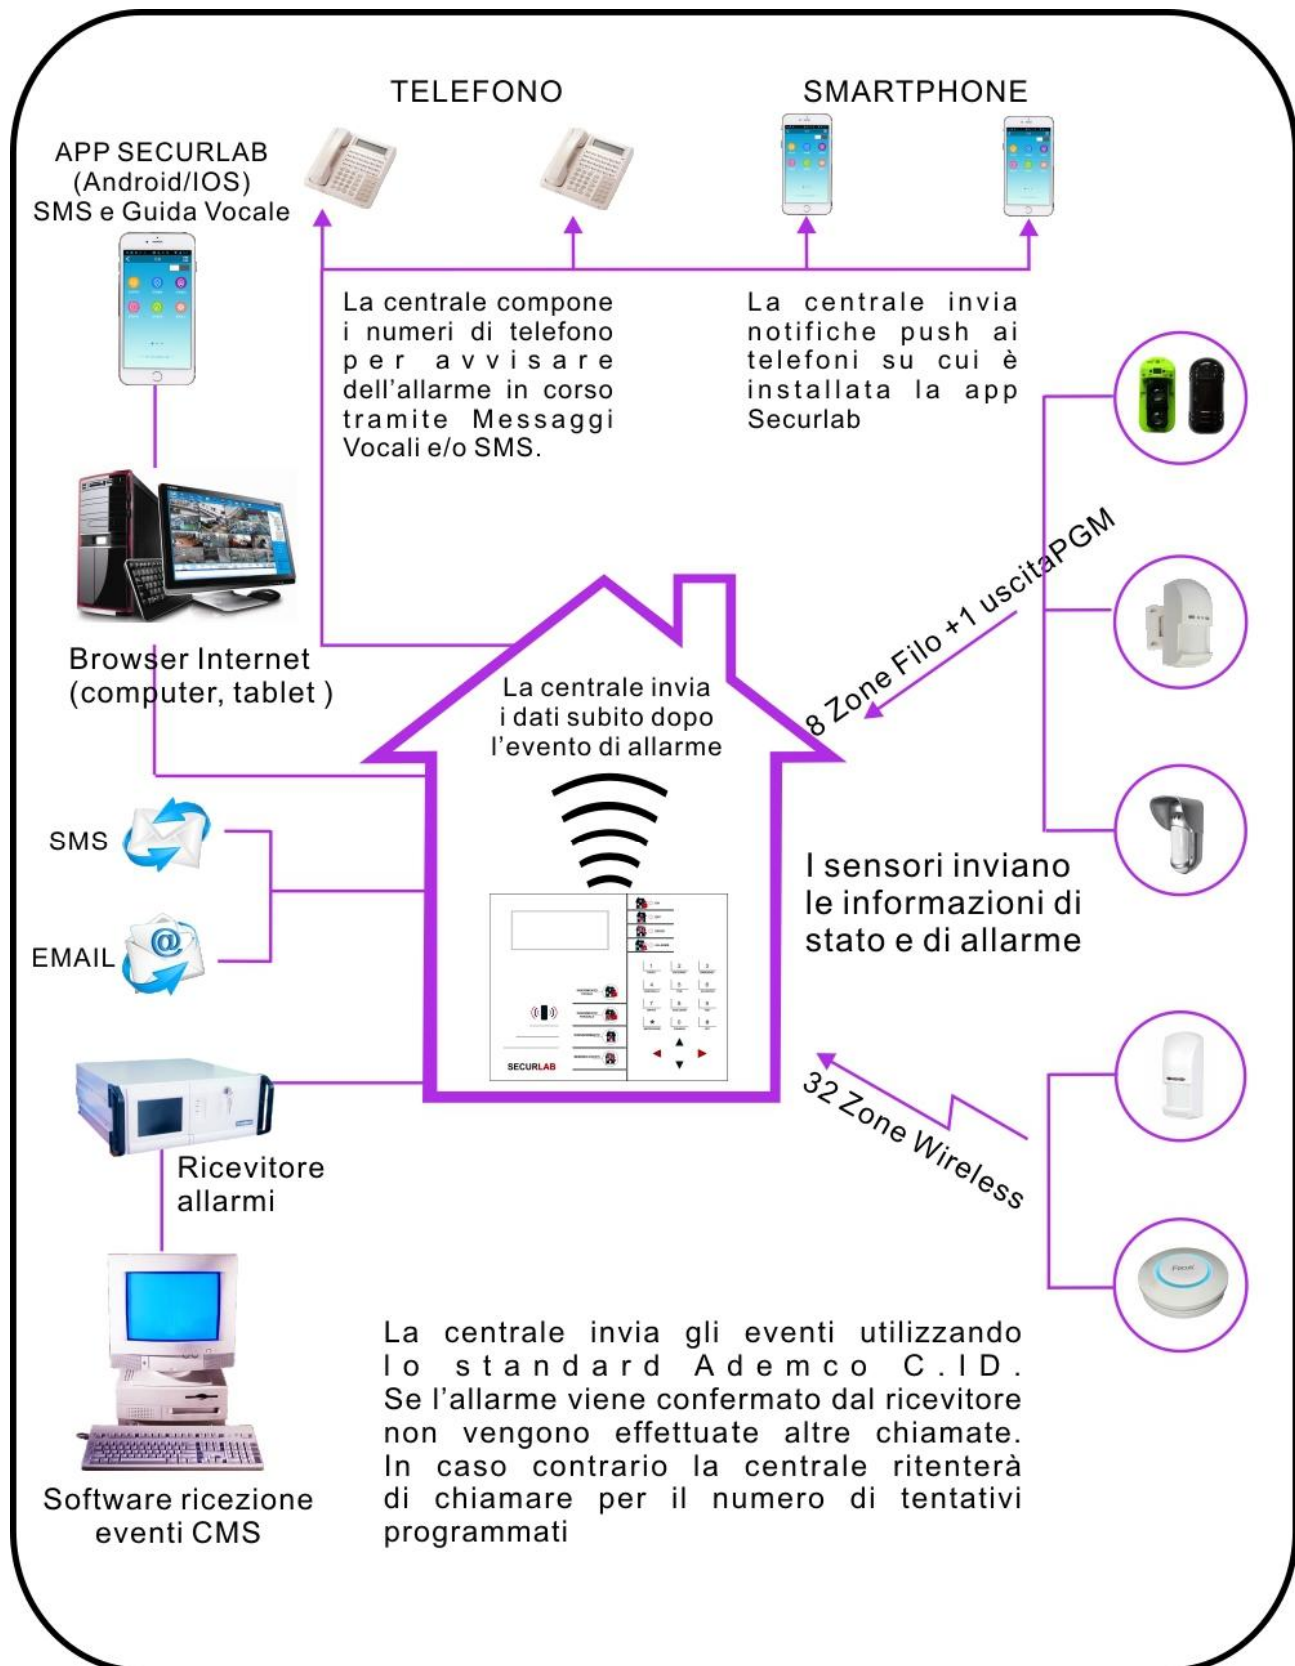 TELEFONO
SMARTPHONE
APP SECURLAB
(Android/IOS)
SMS e Guida Vocale
La centrale compone
i numeri di telefono
per avvisare
dell'allarme in corso
tramite Messaggi
Vocali e/o SMS.
La centrale invia
notifiche push ai
telefoni su cui è
installata la app
Securlab
8 Zone Filo +1 uscitaPGM
Browser Internet
(computer, tablet )
La centrale invia
i dati subito dopo
l'evento di allarme
SMS
EMAIL
@
I sensori inviano
le informazioni di
stato e di allarme
SECURLAB
32 Zone Wireless
Ricevitore
allarmi
Focus
La centrale invia gli eventi utilizzando
lo standard Ademco C.ID.
Se l'allarme viene confermato dal ricevitore
non vengono effettuate altre chiamate.
In caso contrario la centrale ritenterà
di chiamare per il numero di tentativi
programmati
Software ricezione
eventi CMS